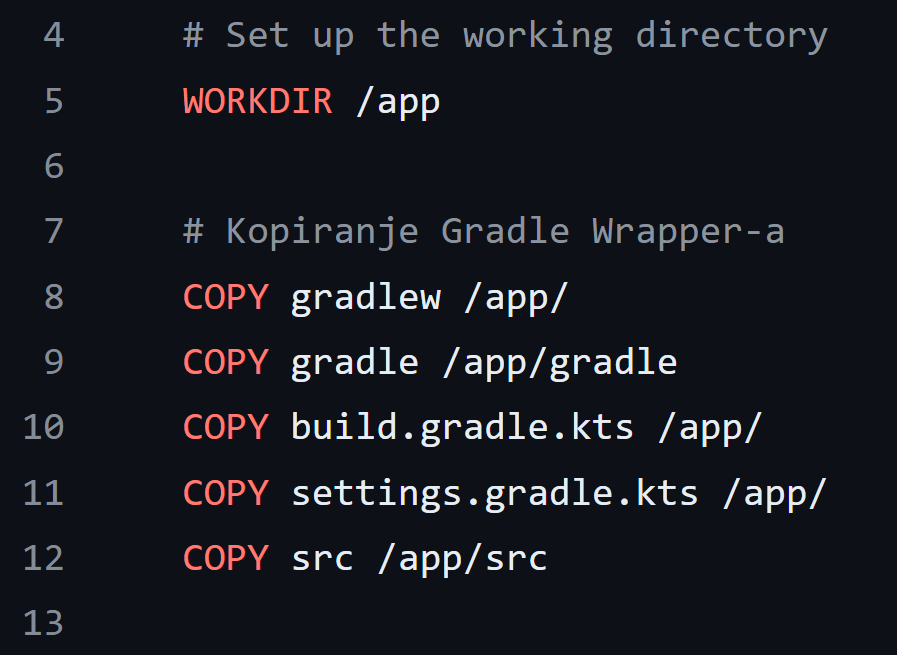 4 # Set up the working directory
5 WORKDIR /app
6
7 # Kopiranje Gradle Wrapper-a
8 COPY gradlew /app/
9 COPY gradle /app/gradle
10 COPY build.gradle.kts /app/
11 COPY settings.gradle.kts /app/
12 COPY src /app/src
13